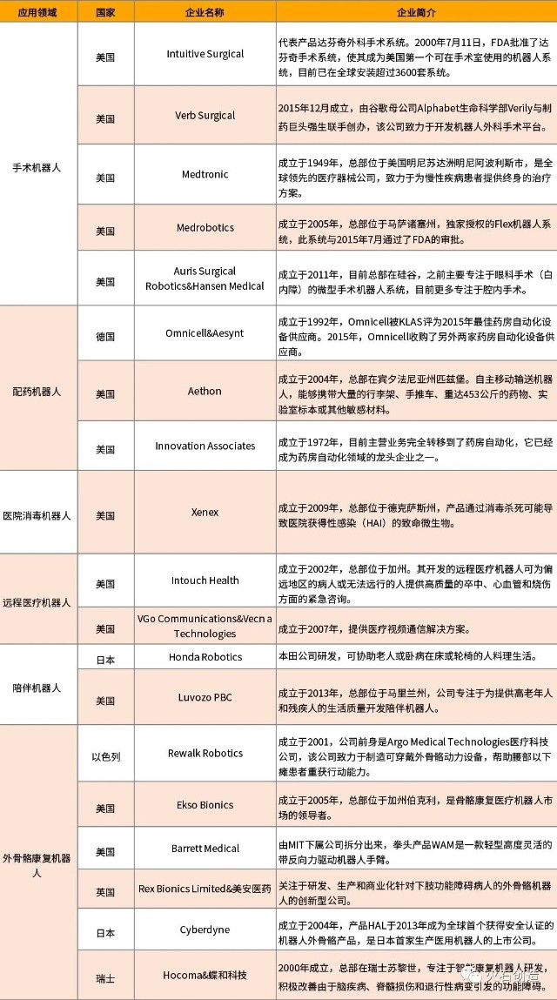 应用领域 国家 企业名称 企业简介
手术机器人
美国 Intuitive Surgical
代表产品达芬奇外科手术系统。2000年7月11日，FDA批准了达
芬奇手术系统，使其成为美国第一个可在手术室使用的机器人系
统，目前已在全球安装超过3600套系统。
美国 Verb Surgical
2015年12月成立，由谷歌母公司Alphabet生命科学部Verily与制
药巨头强生联手创办，该公司致力于开发机器人外科手术平台。
美国 Medtronic
成立于1949年，总部位于美国明尼苏达洲明尼阿波利斯市，是全
球领先的医疗器械公司，致力于为慢性疾病患者提供终身的治疗
方案。
美国 Medrobotics
成立于2005年，总部位于马萨诸塞州，独家授权的Flex机器人系
统，此系统与2015年7月通过了FDA的审批。
美国
Auris Surgical
Robotics&Hansen Medical
成立于2011年，目前总部在硅谷，之前主要专注于眼科手术（白
内障）的微型手术机器人系统，目前更多专注于腔内手术。
配药机器人
德国 Omnicell&Aesynt
成立于1992年，Omnicell被KLAS评为2015年最佳药房自动化设
备供应商。2015年，Omnicell收购了另外两家药房自动化设备供
应商。
美国 Aethon
成立于2004年，总部在宾夕法尼亚州匹兹堡。自主移动输送机器
人，能够携带大量的行李架、手推车、重达453公斤的药物、实
验室标本或其他敏感材料。
美国 Innovation Associates
成立于1972年，目前主营业务完全转移到了药房自动化，它已经
成为药房自动化领域的龙头企业之一。
医院消毒机器人
美国 Xenex
成立于2009年，总部位于德克萨斯州，产品通过消毒杀死可能导
致医院获得性感染（HAI）的致命微生物。
远程医疗机器人
美国 Intouch Health
成立于2002年，总部位于加州。其开发的远程医疗机器人可为偏
远地区的病人或无法远行的人提供高质量的卒中、心血管和烧伤
方面的紧急咨询。
美国
VGo Communications&Vecn a
Technologies
成立于2007年，提供医疗视频通信解决方案。
陪伴机器人
日本 Honda Robotics
本田公司研发，可协助老人或卧病在床或轮椅的人料理生活。
美国 Luvozo PBC
成立于2013年，总部位于马里兰州，公司专注于为提供高老年人
和残疾人的生活质量开发陪伴机器人。
外骨骼康复机器
人
以色列 Rewalk Robotics
成立于2001，公司前身是Argo Medical Technologies医疗科技
公司，该公司致力于制造可穿戴外骨骼动力设备，帮助腰部以下
瘫患者重获行动能力。
美国 Ekso Bionics
成立于2005年，总部位于加州伯克利，是骨骼康复医疗机器人市
场的领导者。
美国 Barrett Medical
由MIT下属公司拆分出来，拳头产品WAM是一款轻型高度灵活的
带反向力驱动机器人手臂。
英国 Rex Bionics Limited&美安医药
关注于研发、生产和商业化针对下肢功能障碍病人的外骨骼机器
人的创新型公司。
日本 Cyberdyne
成立于2004年，产品HAL于2013年成为全球首个获得安全认证的
机器人外骨骼产品，是日本首家生产医用机器人的上市公司。
瑞士 Hocoma&蝶和科技
2000年成立，总部在瑞士苏黎世，专注于智能康复机器人研发，
积极改善由于脑疾病、脊髓损伤和退行性病变引发的功能障碍。
火石创造